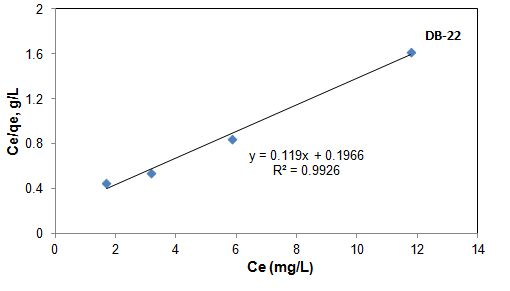 2
DB-22
1.6
1.2
Ce/qe, g/L
0.8
y = 0.119x + 0.1966
R² = 0.9926
0.4
0
0 2 4 6 8 10 12 14
Ce (mg/L)